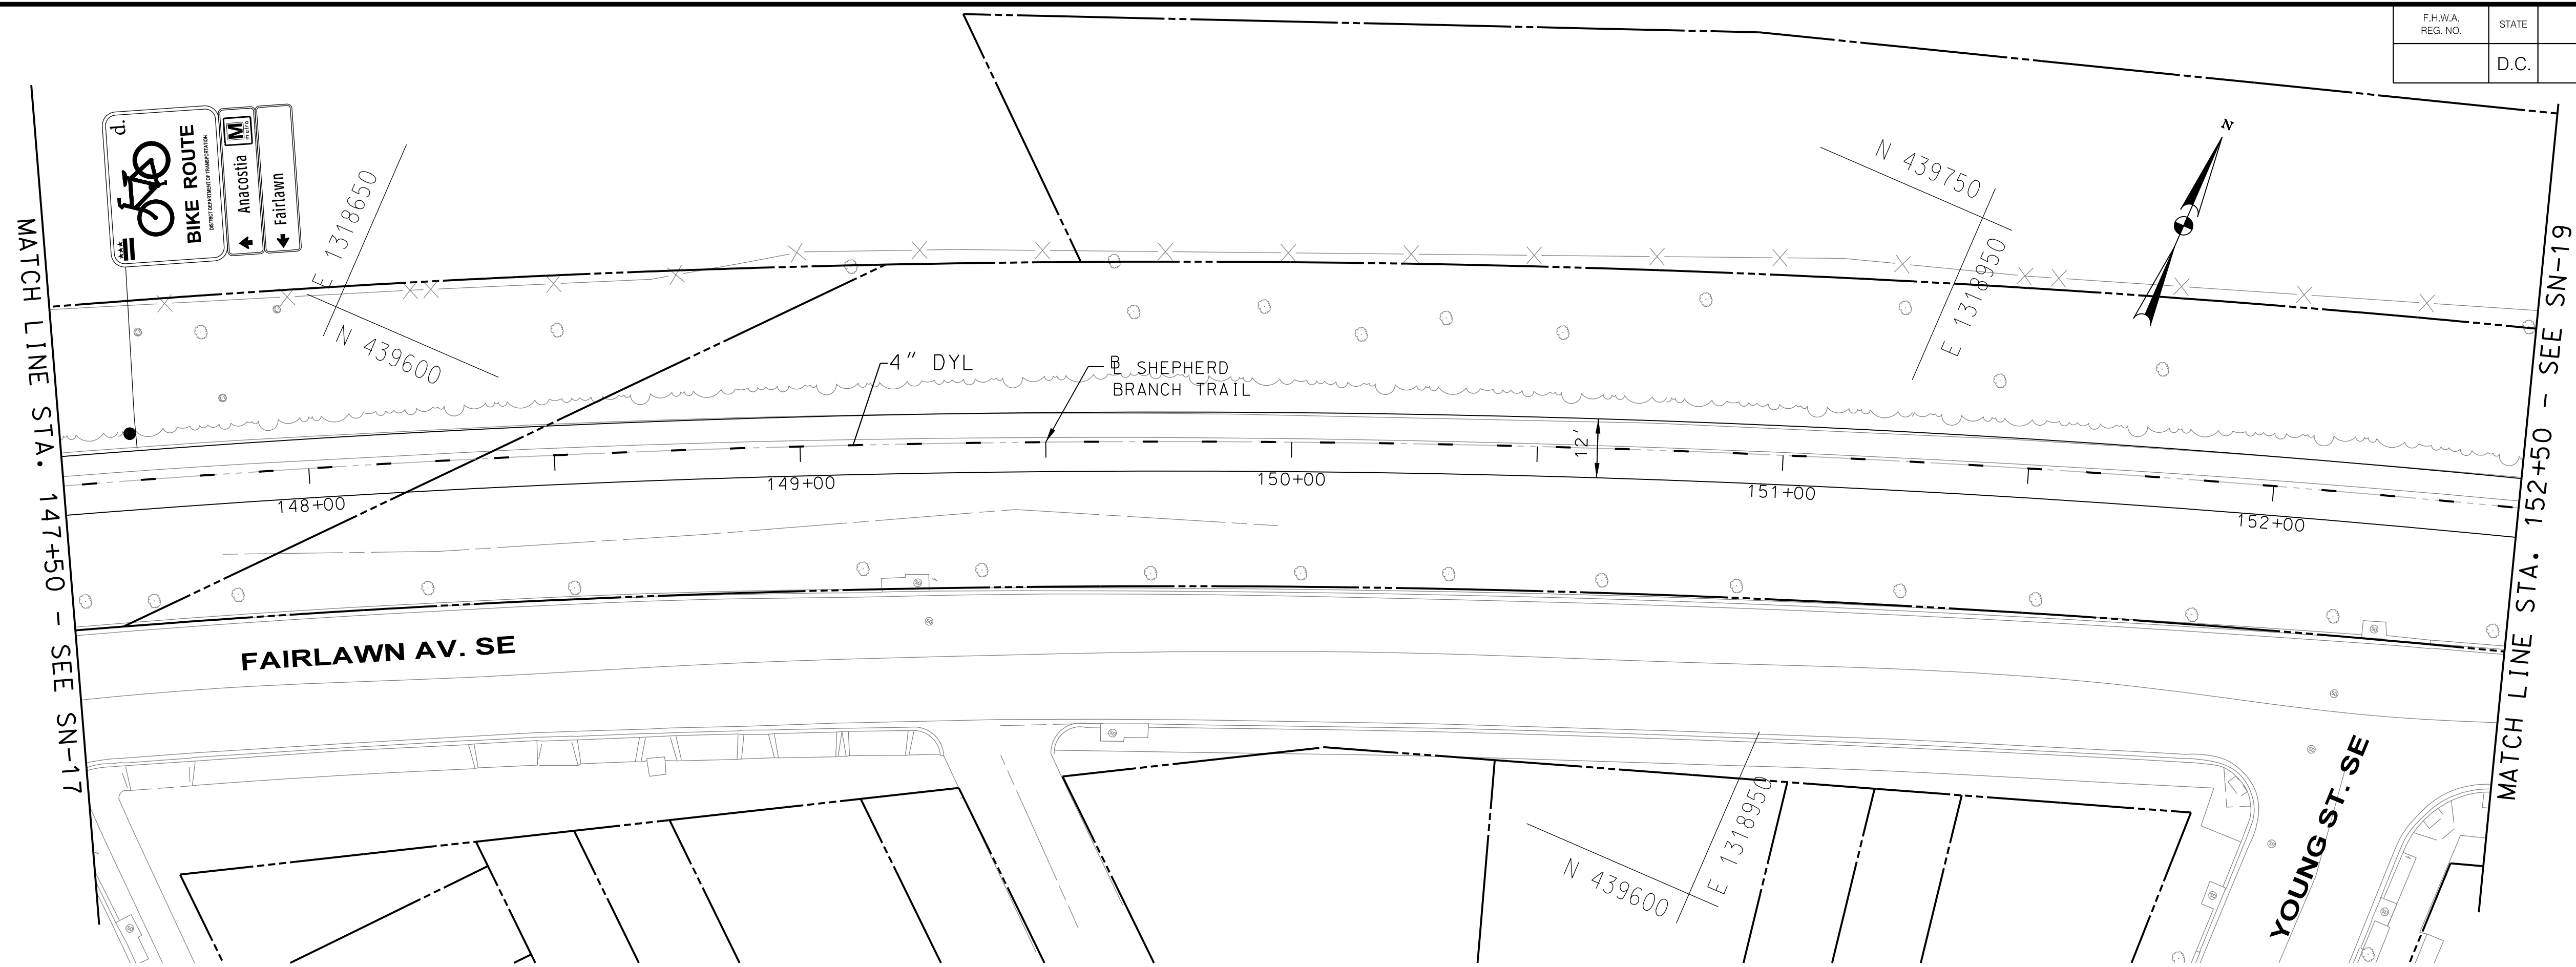 F.H.W.A.
REG. NO.
STATE
D.C.
d.
BIKE ROUTE
DISTRICT DEPARTMENT OF TRANSPORTATION
M
metro
Anacostia
Fairlawn
E 1318650
N 439600
N 439750
E 1318950
N
4" DYL
BL SHEPHERD
BRANCH TRAIL
12'
148+00
149+00
150+00
151+00
152+00
MATCH LINE STA. 147+50 - SEE SN-17
MATCH LINE STA. 152+50 - SEE SN-19
FAIRLAWN AV. SE
N 439600
E 1318950
YOUNG ST. SE